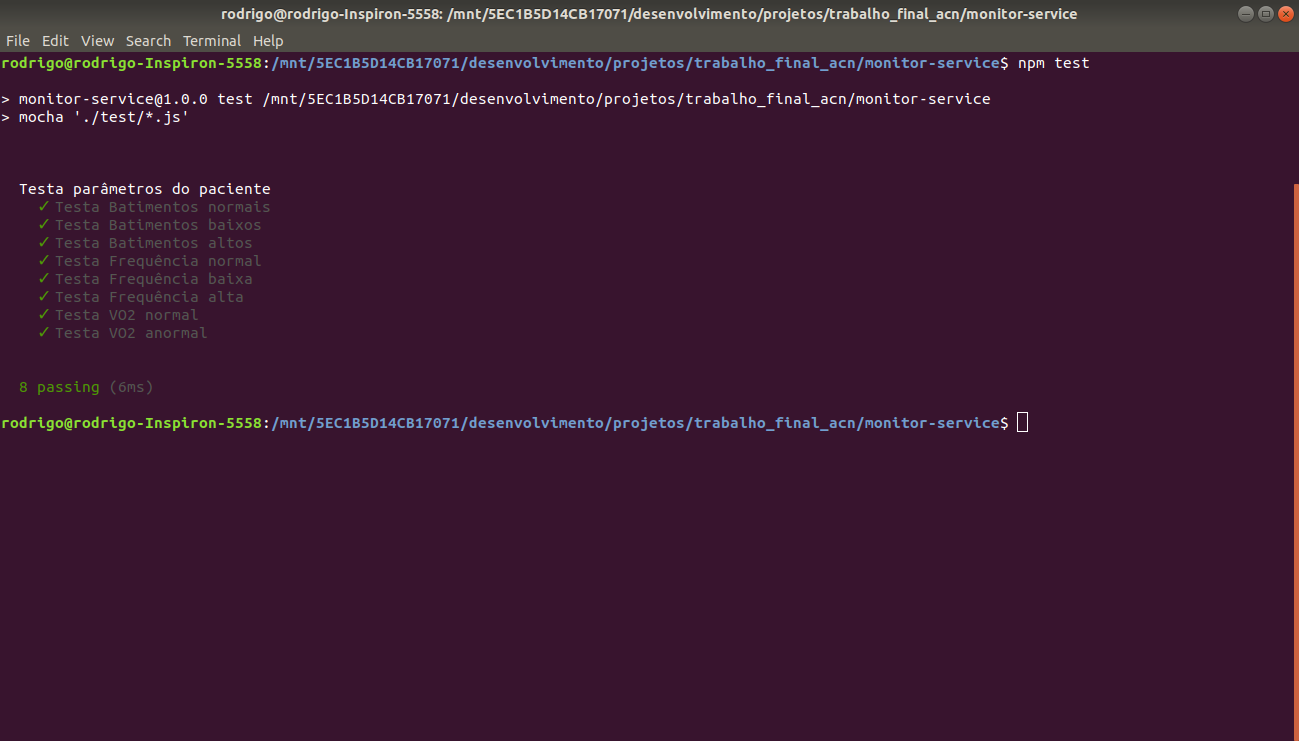 rodrigo@rodrigo-Inspiron-5558: /mnt/5EC1B5D14CB17071/desenvolvimento/projetos/trabalho_final_acn/monitor-service
File Edit View Search Terminal Help
rodrigo@rodrigo-Inspiron-5558:/mnt/5EC1B5D14CB17071/desenvolvimento/projetos/trabalho_final_acn/monitor-service$ npm test
> monitor-service@1.0.0 test /mnt/5EC1B5D14CB17071/desenvolvimento/projetos/trabalho_final_acn/monitor-service
> mocha './test/*.js'
Testa parâmetros do paciente
✓ Testa Batimentos normais
✓ Testa Batimentos baixos
✓ Testa Batimentos altos
✓ Testa Frequência normal
✓ Testa Frequência baixa
✓ Testa Frequência alta
✓ Testa VO2 normal
✓ Testa VO2 anormal
8 passing (6ms)
rodrigo@rodrigo-Inspiron-5558:/mnt/5EC1B5D14CB17071/desenvolvimento/projetos/trabalho_final_acn/monitor-service$